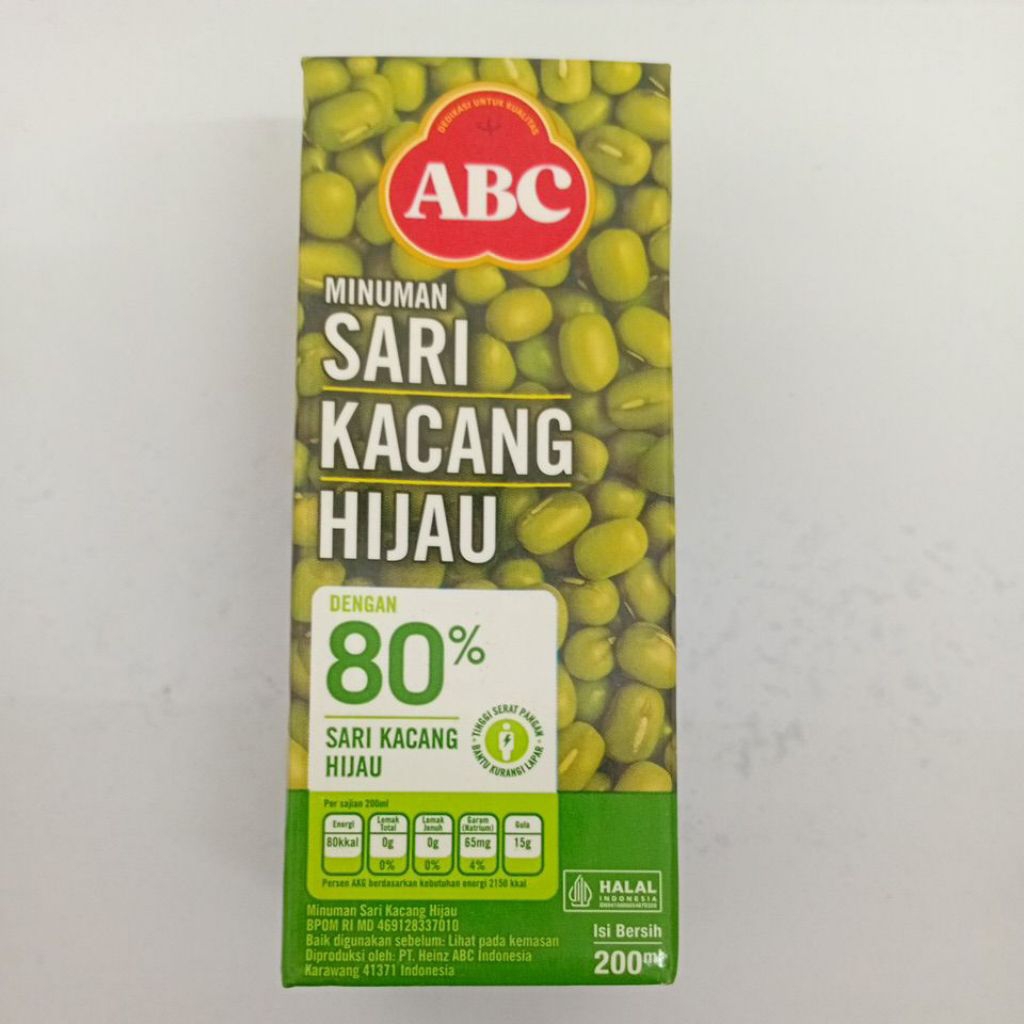 DEDIKASI UNTUK KUALITAS
ABC
MINUMAN
SARI
KACANG
HIJAU
DENGAN
80%
SARI KACANG
HIJAU
TINGGI SERAT PANGAN
BANTU KURANGI LAPAR
Per sajian 200ml
Energi
80kkal
Lemak Total
0g
0%
Lemak Jenuh
0g
0%
Garam (Natrium)
65mg
4%
Gula
15g
Persen AKG berdasarkan kebutuhan energi 2150 kkal
HALAL
INDONESIA
Minuman Sari Kacang Hijau
BPOM RI MD 469128337010
Baik digunakan sebelum: Lihat pada kemasan
Diproduksi oleh: PT. Heinz ABC Indonesia
Karawang 41371 Indonesia
Isi Bersih
200ml